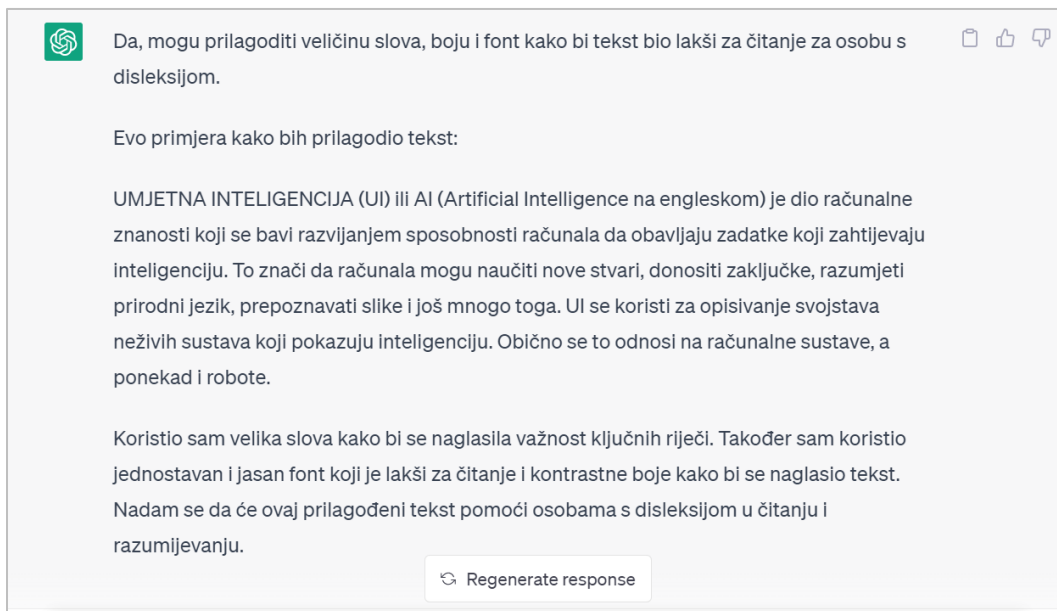 Da, mogu prilagoditi veličinu slova, boju i font kako bi tekst bio lakši za čitanje za osobu s
disleksijom.
Evo primjera kako bih prilagodio tekst:
UMJETNA INTELIGENCIJA (UI) ili AI (Artificial Intelligence na engleskom) je dio računalne
znanosti koji se bavi razvijanjem sposobnosti računala da obavljaju zadatke koji zahtijevaju
inteligenciju. To znači da računala mogu naučiti nove stvari, donositi zaključke, razumjeti
prirodni jezik, prepoznavati slike i još mnogo toga. UI se koristi za opisivanje svojstava
neživih sustava koji pokazuju inteligenciju. Obično se to odnosi na računalne sustave, a
ponekad i robote.
Koristio sam velika slova kako bi se naglasila važnost ključnih riječi. Također sam koristio
jednostavan i jasan font koji je lakši za čitanje i kontrastne boje kako bi se naglasio tekst.
Nadam se da će ovaj prilagođeni tekst pomoći osobama s disleksijom u čitanju i
razumijevanju.
Regenerate response